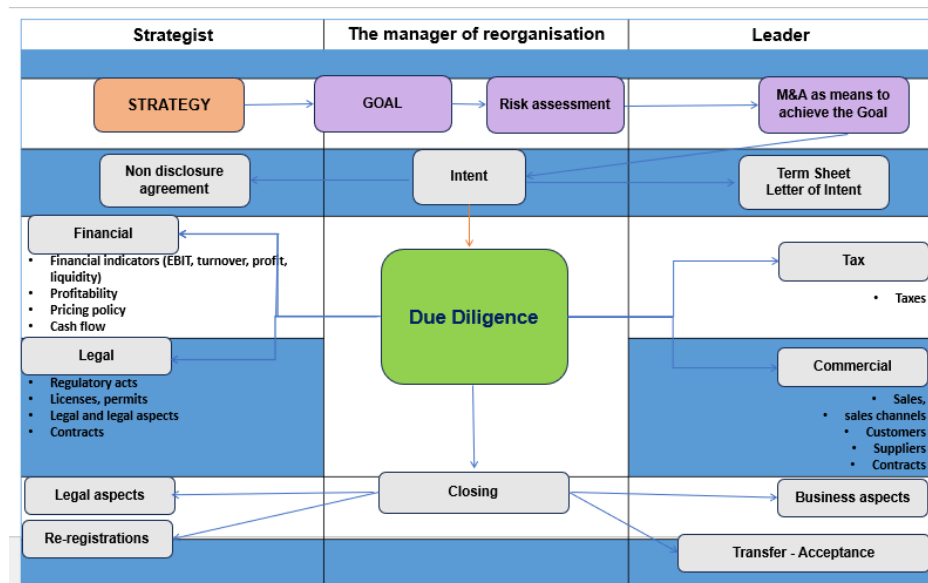 Strategist
The manager of reorganisation
Leader
STRATEGY
GOAL
Risk assessment
M&A as means to
achieve the Goal
Non disclosure
agreement
Intent
Term Sheet
Letter of Intent
Financial
• Financial indicators (EBIT, turnover, profit,
liquidity)
• Profitability
• Pricing policy
• Cash flow
Due Diligence
Tax
• Taxes
Legal
• Regulatory acts
• Licenses, permits
• Legal and legal aspects
• Contracts
Commercial
• Sales,
• sales channels
• Customers
• Suppliers
• Contracts
Legal aspects
Closing
Business aspects
Re-registrations
Transfer - Acceptance